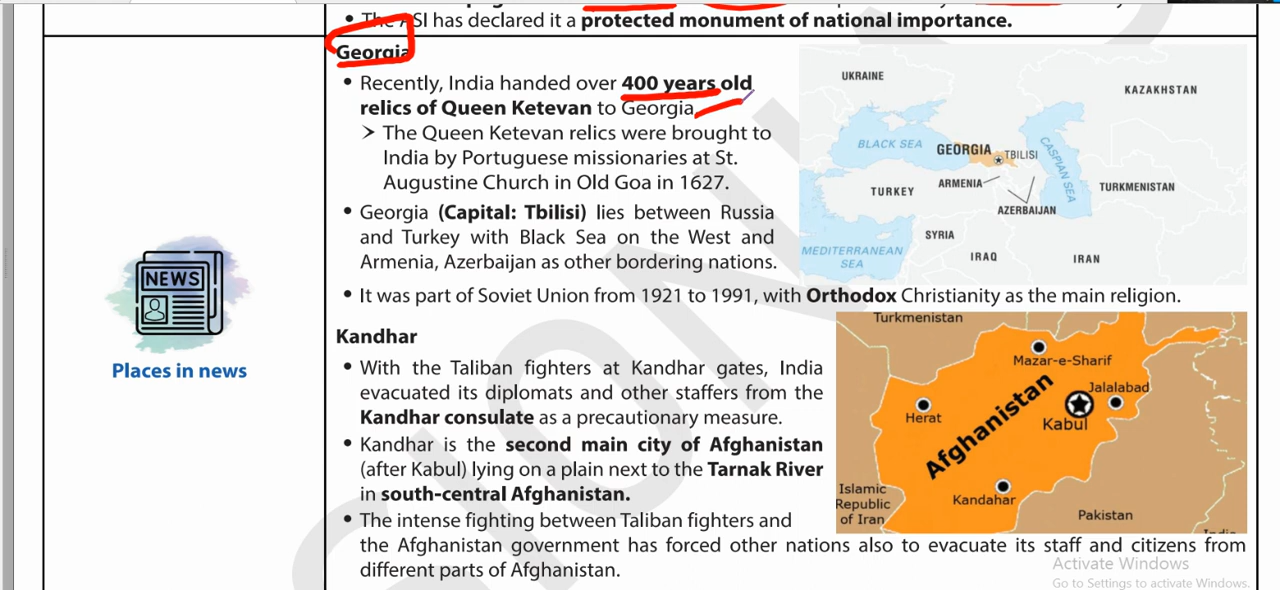 • The ASI has declared it a protected monument of national importance.
Georgia
• Recently, India handed over 400 years old
relics of Queen Ketevan to Georgia.
➢ The Queen Ketevan relics were brought to
India by Portuguese missionaries at St.
Augustine Church in Old Goa in 1627.
• Georgia (Capital: Tbilisi) lies between Russia
and Turkey with Black Sea on the West and
Armenia, Azerbaijan as other bordering nations.
• It was part of Soviet Union from 1921 to 1991, with Orthodox Christianity as the main religion.
UKRAINE
KAZAKHSTAN
BLACK SEA
GEORGIA
TBILISI
CASPIAN SEA
ARMENIA
TURKEY
TURKMENISTAN
AZERBAIJAN
SYRIA
MEDITERRANEAN
SEA
IRAQ
IRAN
NEWS
Places in news
Kandhar
• With the Taliban fighters at Kandhar gates, India
evacuated its diplomats and other staffers from the
Kandhar consulate as a precautionary measure.
• Kandhar is the second main city of Afghanistan
(after Kabul) lying on a plain next to the Tarnak River
in south-central Afghanistan.
• The intense fighting between Taliban fighters and
the Afghanistan government has forced other nations also to evacuate its staff and citizens from
different parts of Afghanistan.
Turkmenistan
Mazar-e-Sharif
Jalalabad
Herat
Afghanistan
Kabul
Kandahar
Islamic
Republic
of Iran
Pakistan
Activate Windows
Go to Settings to activate Windows.